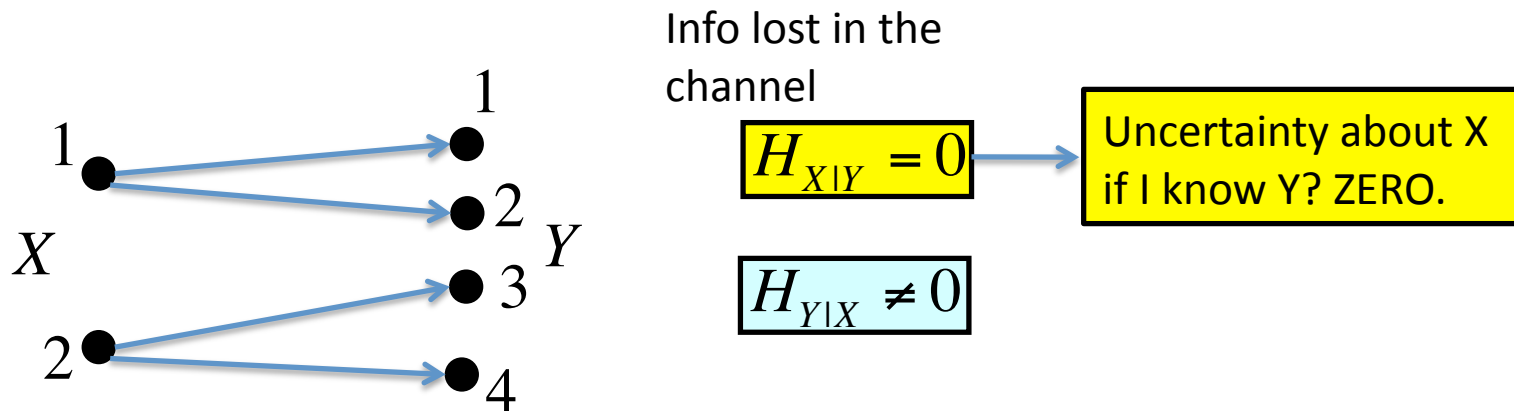 1
2
X
1
2
3
4
Y
Info lost in the
channel
H_{X|Y} = 0
Uncertainty about X
if I know Y? ZERO.
H_{Y|X} ≠ 0